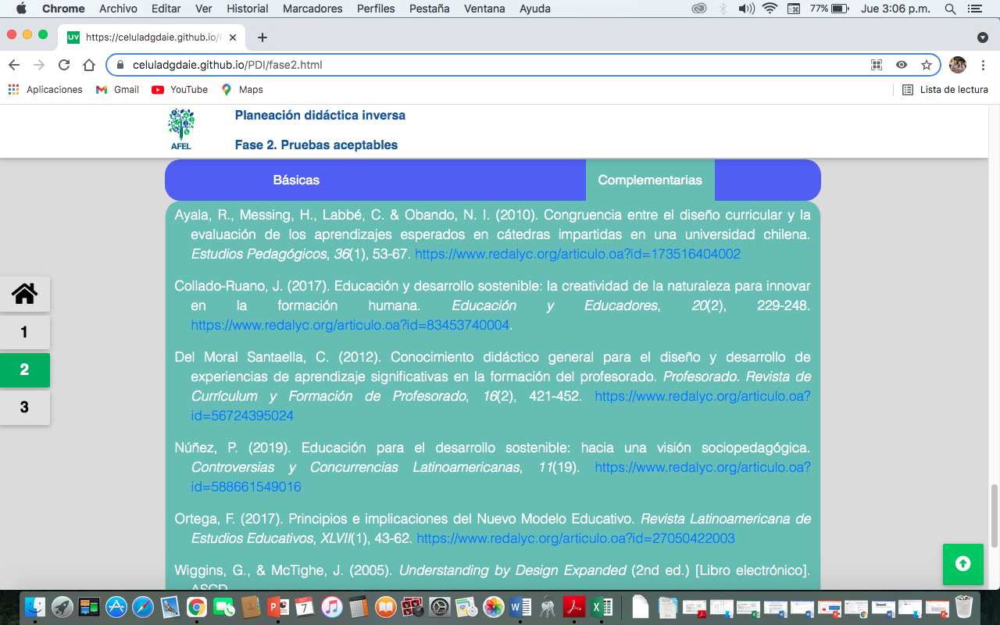 Chrome Archivo Editar Ver Historial Marcadores Perfiles Pestaña Ventana Ayuda 77% Jue 3:06 p.m.
UV https://celuladgdaie.github.io/P
celuladgdaie.github.io/PDI/fase2.html
Aplicaciones Gmail YouTube Maps Lista de lectura
AFEL
Planeación didáctica inversa
Fase 2. Pruebas aceptables
Básicas Complementarias
Ayala, R., Messing, H., Labbé, C. & Obando, N. I. (2010). Congruencia entre el diseño curricular y la
evaluación de los aprendizajes esperados en cátedras impartidas en una universidad chilena.
Estudios Pedagógicos, 36(1), 53-67. https://www.redalyc.org/articulo.oa?id=173516404002
Collado-Ruano, J. (2017). Educación y desarrollo sostenible: la creatividad de la naturaleza para innovar
en la formación humana. Educación y Educadores, 20(2), 229-248.
https://www.redalyc.org/articulo.oa?id=83453740004.
Del Moral Santaella, C. (2012). Conocimiento didáctico general para el diseño y desarrollo de
experiencias de aprendizaje significativas en la formación del profesorado. Profesorado. Revista de
Currículum y Formación de Profesorado, 16(2), 421-452. https://www.redalyc.org/articulo.oa?
id=56724395024
Núñez, P. (2019). Educación para el desarrollo sostenible: hacia una visión sociopedagógica.
Controversias y Concurrencias Latinoamericanas, 11(19). https://www.redalyc.org/articulo.oa?
id=588661549016
Ortega, F. (2017). Principios e implicaciones del Nuevo Modelo Educativo. Revista Latinoamericana de
Estudios Educativos, XLVII(1), 43-62. https://www.redalyc.org/articulo.oa?id=27050422003
Wiggins, G., & McTighe, J. (2005). Understanding by Design Expanded (2nd ed.) [Libro electrónico].
ASCD
1
2
3
OCT
7